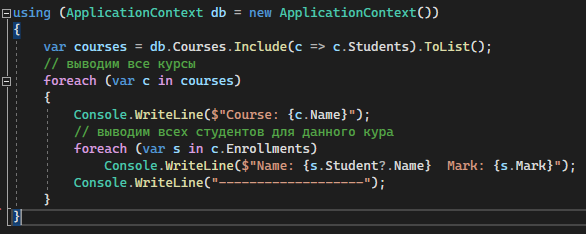 using (ApplicationContext db = new ApplicationContext())
{
    var courses = db.Courses.Include(c => c.Students).ToList();
    // выводим все курсы
    foreach (var c in courses)
    {
        Console.WriteLine($"Course: {c.Name}");
        // выводим всех студентов для данного кура
        foreach (var s in c.Enrollments)
            Console.WriteLine($"Name: {s.Student?.Name}  Mark: {s.Mark}");
        Console.WriteLine("-------------------");
    }
}